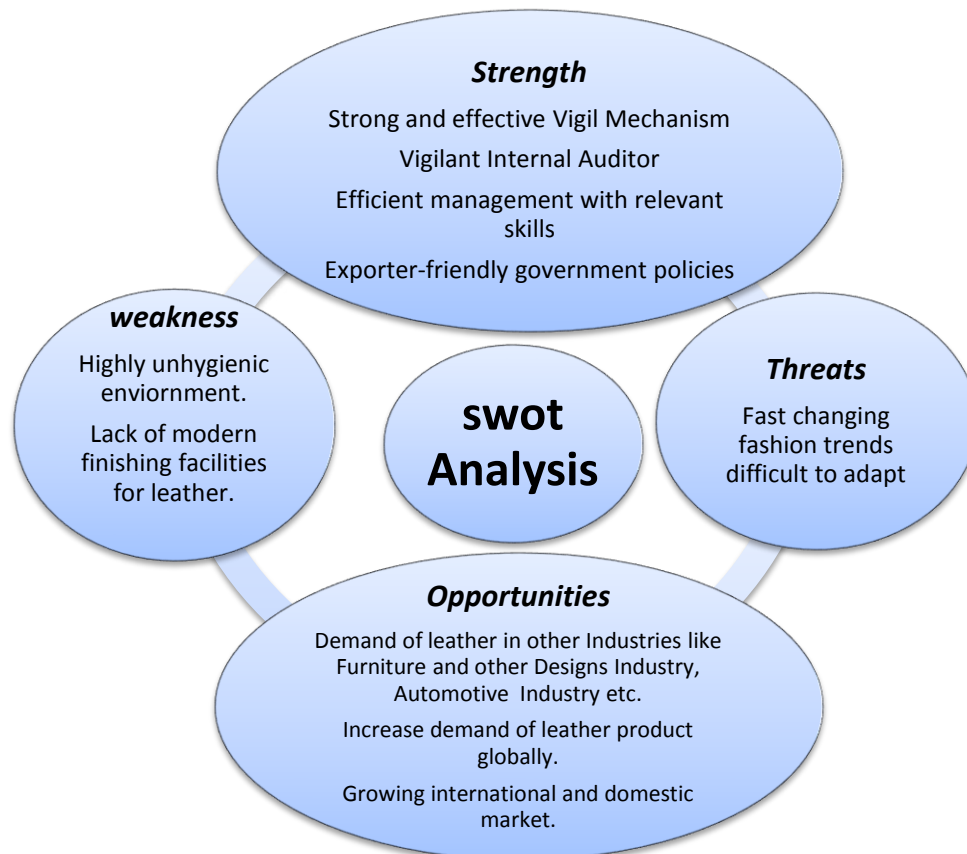 Strength
Strong and effective Vigil Mechanism
Vigilant Internal Auditor
Efficient management with relevant
skills
Exporter-friendly government policies
weakness
Highly unhygienic
enviornment.
Lack of modern
finishing facilities
for leather.
swot
Analysis
Threats
Fast changing
fashion trends
difficult to adapt
Opportunities
Demand of leather in other Industries like
Furniture and other Designs Industry,
Automotive Industry etc.
Increase demand of leather product
globally.
Growing international and domestic
market.